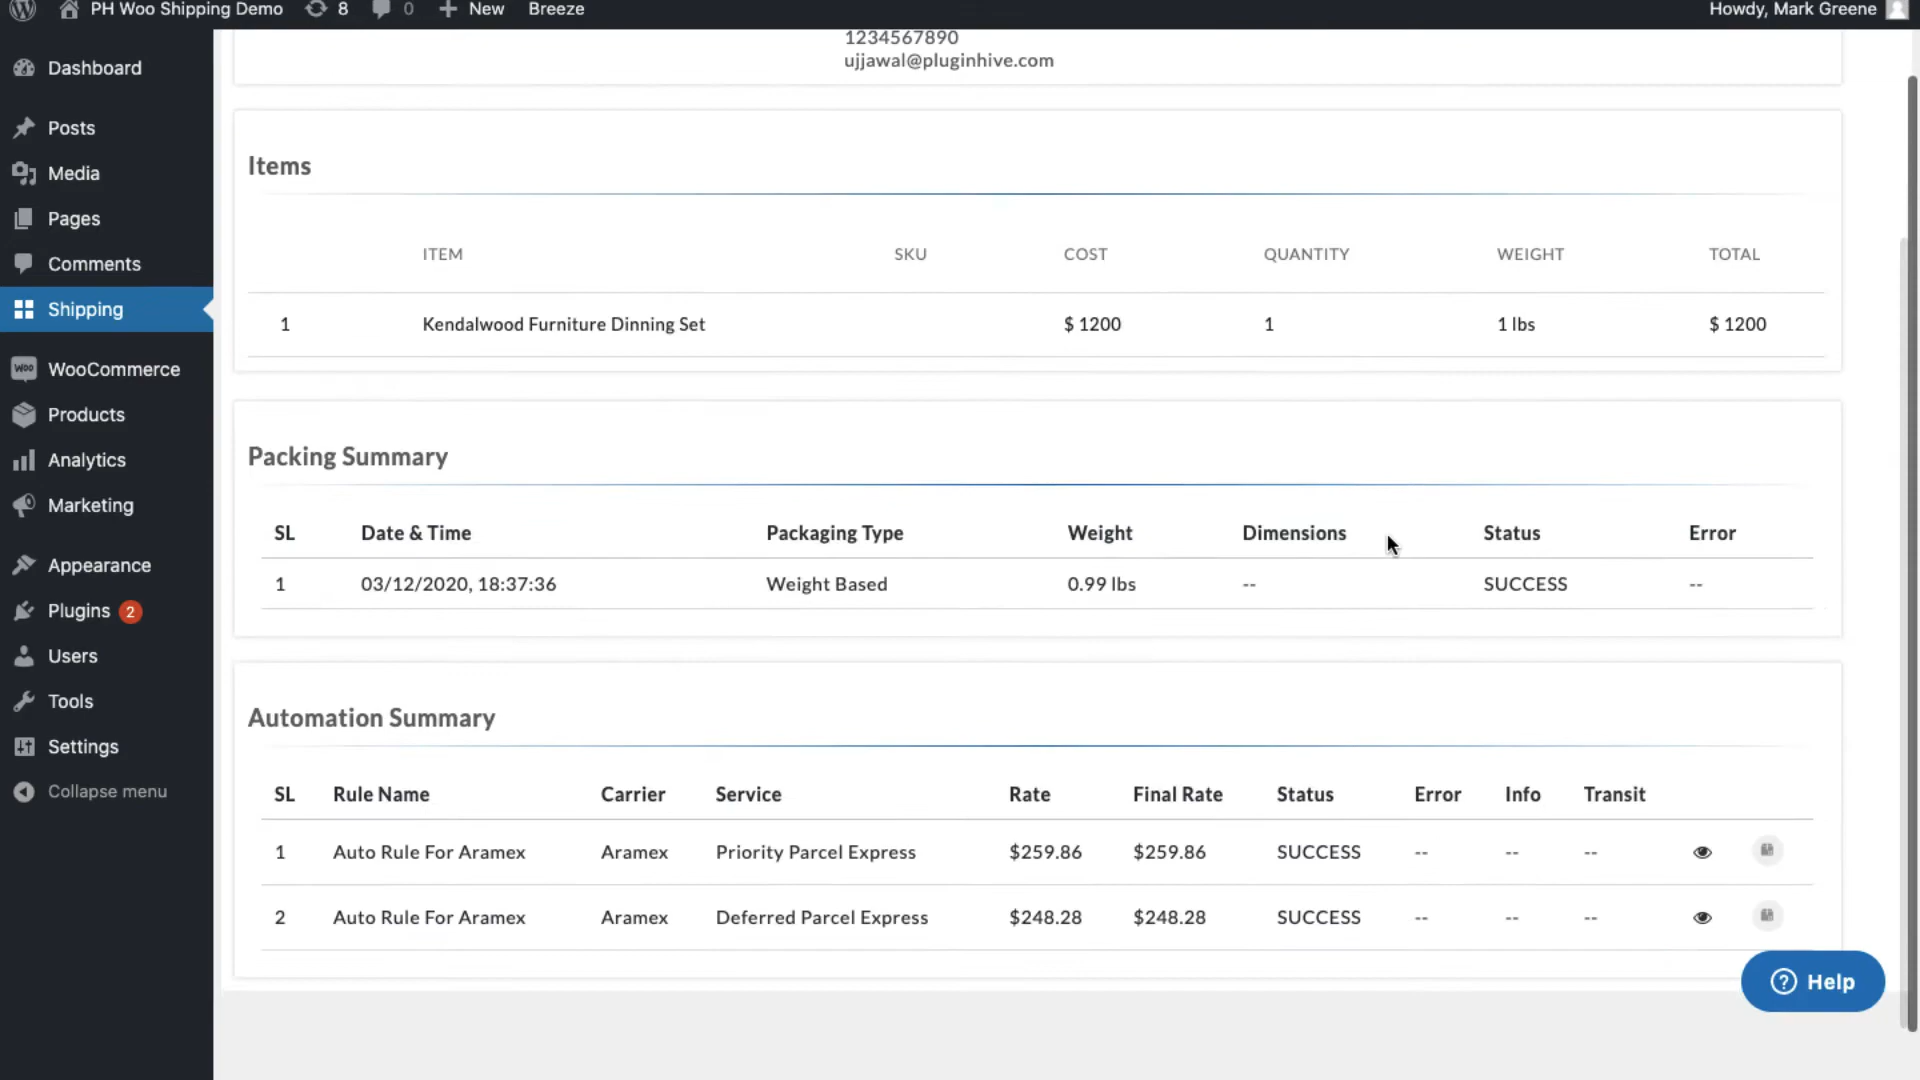 PH Woo Shipping Demo 8 0 New Breeze Howdy, Mark Greene
Dashboard
Posts
Media
Pages
Comments
Shipping
WOO WooCommerce
Products
Analytics
Marketing
Appearance
Plugins 2
Users
Tools
Settings
Collapse menu
1234567890
ujjawal@pluginhive.com
Items
ITEM SKU COST QUANTITY WEIGHT TOTAL
1 Kendalwood Furniture Dinning Set $ 1200 1 1 lbs $ 1200
Packing Summary
SL Date & Time Packaging Type Weight Dimensions Status Error
1 03/12/2020, 18:37:36 Weight Based 0.99 lbs -- SUCCESS --
Automation Summary
SL Rule Name Carrier Service Rate Final Rate Status Error Info Transit
1 Auto Rule For Aramex Aramex Priority Parcel Express $259.86 $259.86 SUCCESS -- -- --
2 Auto Rule For Aramex Aramex Deferred Parcel Express $248.28 $248.28 SUCCESS -- -- --
? Help